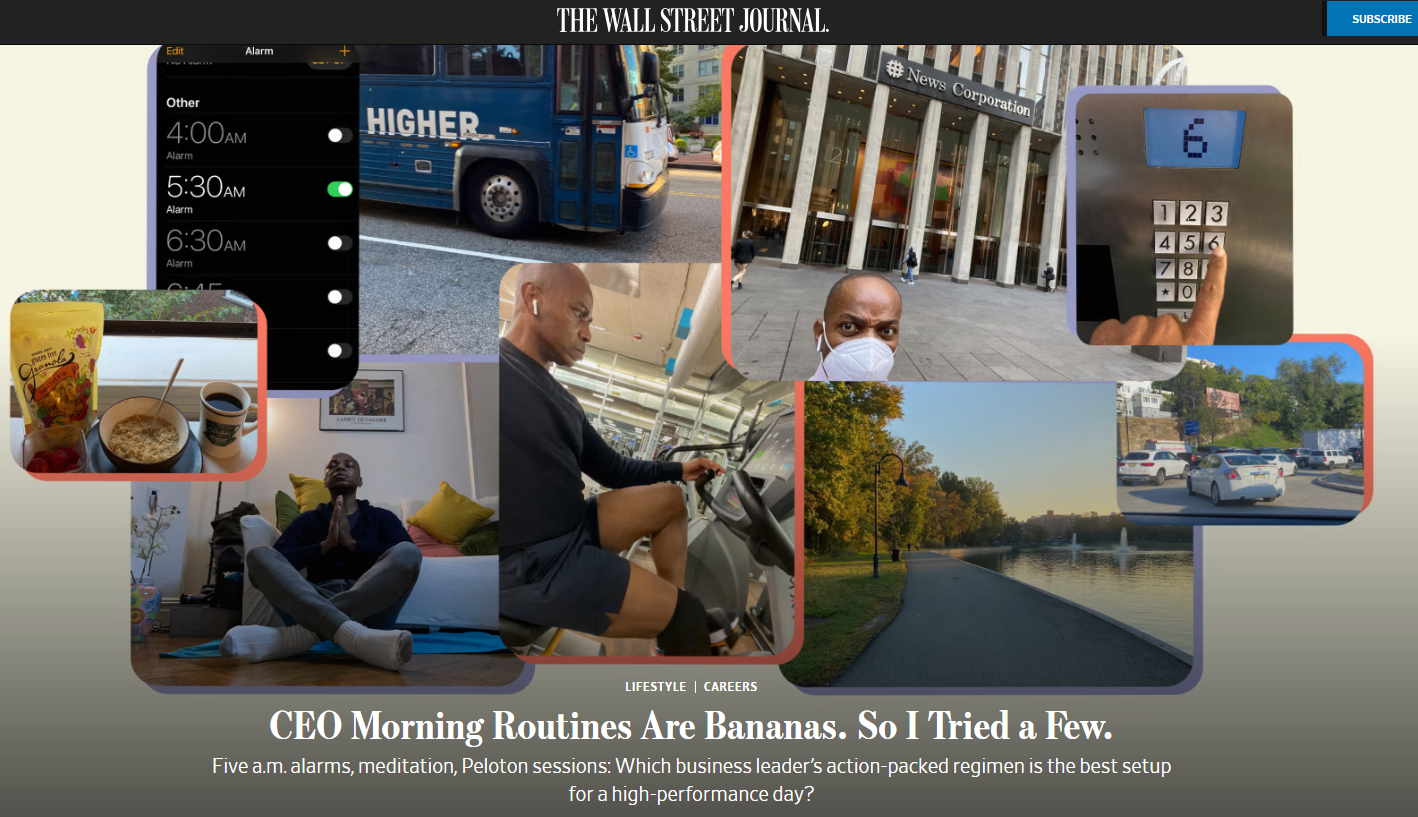 THE WALL STREET JOURNAL.
SUBSCRIBE
Edit Alarm +
No Alarm
Other
4:00AM
Alarm
5:30AM
Alarm
6:30AM
Alarm
HIGHER
News Corporation
6
1 2 3
4 5 6
7 8
* 0
Granola
LIFESTYLE | CAREERS
CEO Morning Routines Are Bananas. So I Tried a Few.
Five a.m. alarms, meditation, Peloton sessions: Which business leader's action-packed regimen is the best setup
for a high-performance day?